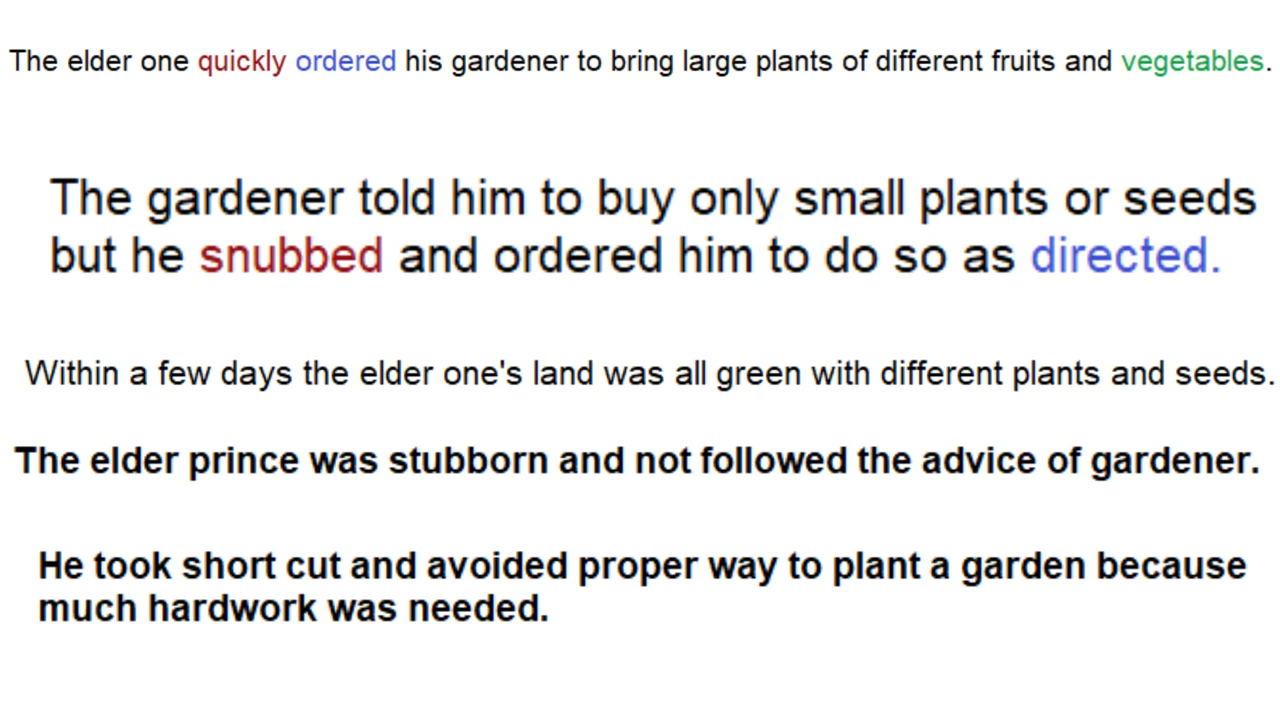 The elder one quickly ordered his gardener to bring large plants of different fruits and vegetables.
The gardener told him to buy only small plants or seeds
but he snubbed and ordered him to do so as directed.
Within a few days the elder one's land was all green with different plants and seeds.
The elder prince was stubborn and not followed the advice of gardener.
He took short cut and avoided proper way to plant a garden because
much hardwork was needed.